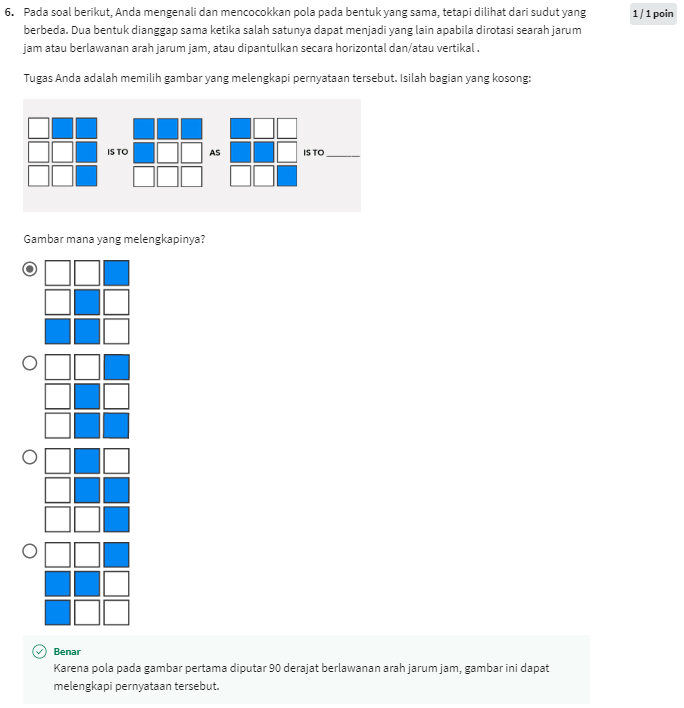 6. Pada soal berikut, Anda mengenali dan mencocokkan pola pada bentuk yang sama, tetapi dilihat dari sudut yang
1 / 1 poin
berbeda. Dua bentuk dianggap sama ketika salah satunya dapat menjadi yang lain apabila dirotasi searah jarum
jam atau berlawanan arah jarum jam, atau dipantulkan secara horizontal dan/atau vertikal .
Tugas Anda adalah memilih gambar yang melengkapi pernyataan tersebut. Isilah bagian yang kosong:
IS TO AS IS TO ______
Gambar mana yang melengkapinya?
Benar
Karena pola pada gambar pertama diputar 90 derajat berlawanan arah jarum jam, gambar ini dapat
melengkapi pernyataan tersebut.